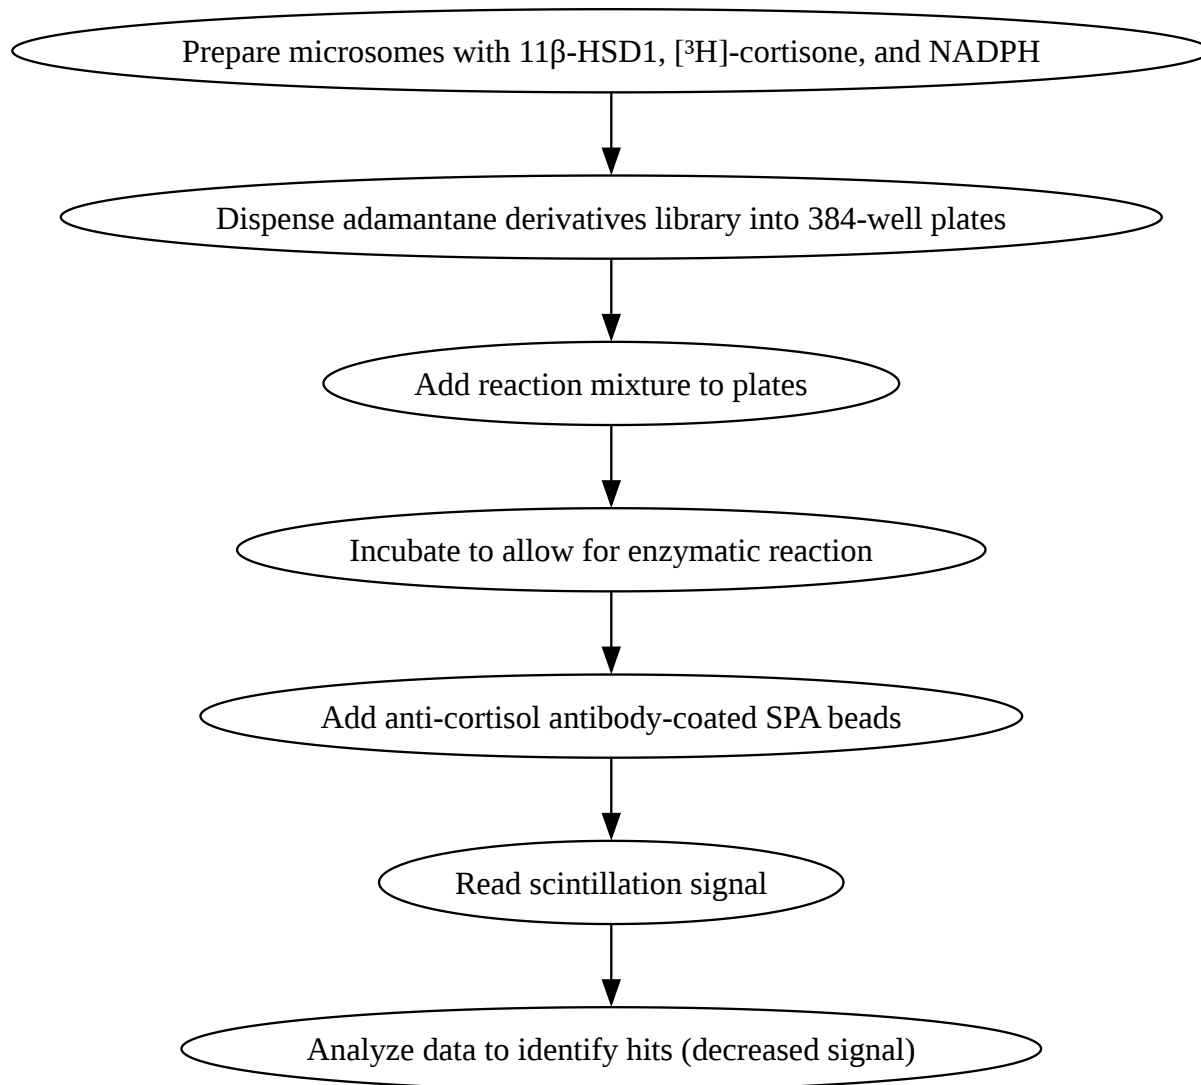 Prepare microsomes with 11β-HSD1, [³H]-cortisone, and NADPH
Dispense adamantane derivatives library into 384-well plates
Add reaction mixture to plates
Incubate to allow for enzymatic reaction
Add anti-cortisol antibody-coated SPA beads
Read scintillation signal
Analyze data to identify hits (decreased signal)